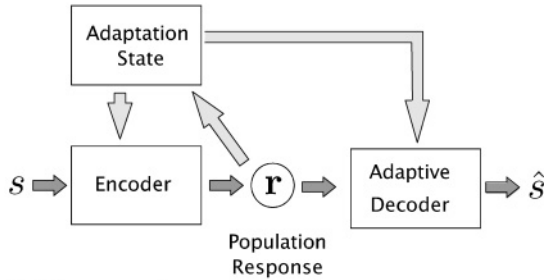 Adaptation
State
s
Encoder
r
Adaptive
Decoder
ŝ
Population
Response